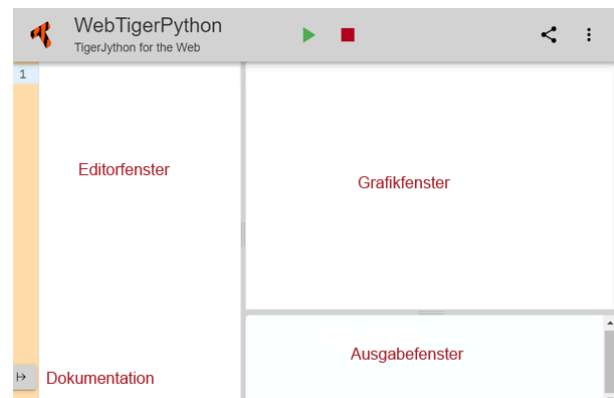 WebTigerPython
TigerJython for the Web
1
Editorfenster
Grafikfenster
Ausgabefenster
Dokumentation